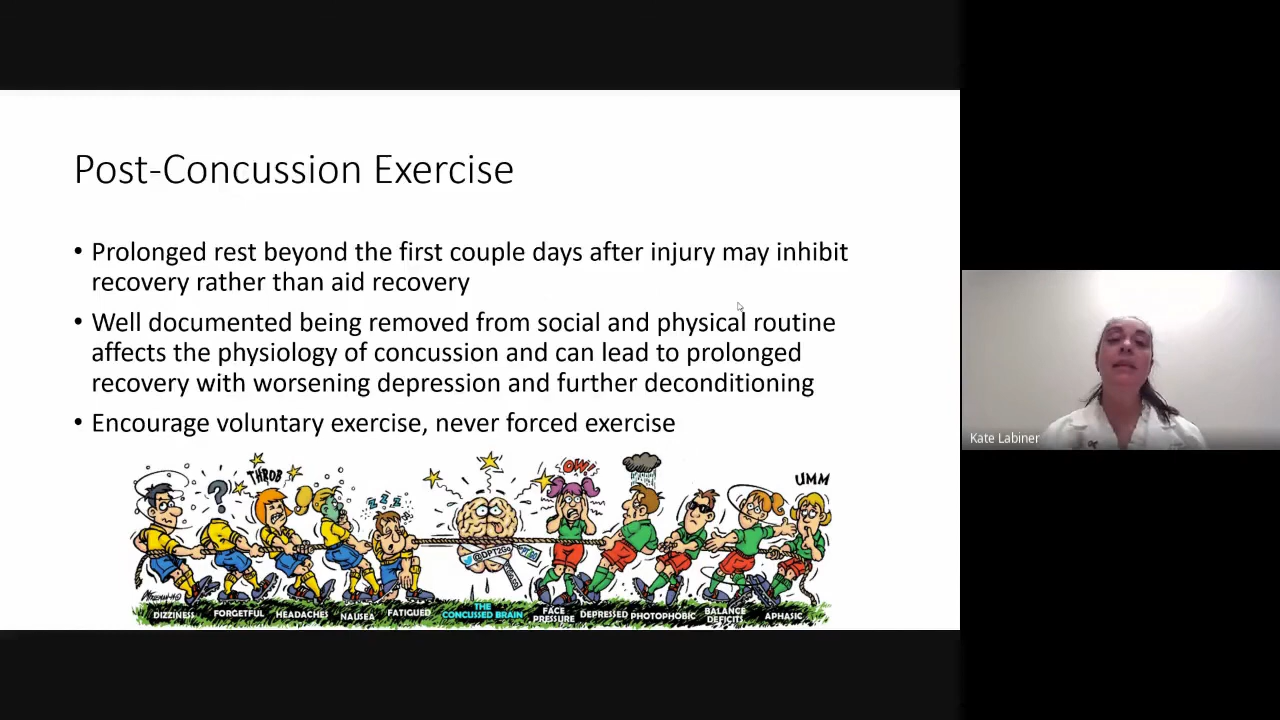 Post-Concussion Exercise
• Prolonged rest beyond the first couple days after injury may inhibit
recovery rather than aid recovery
• Well documented being removed from social and physical routine
affects the physiology of concussion and can lead to prolonged
recovery with worsening depression and further deconditioning
• Encourage voluntary exercise, never forced exercise
THROB
?
Z Z Z
OW!
UMM
@DPT2Go
DIZZINESS
FORGETFUL
HEADACHES
NAUSEA
FATIGUED
THE
CONCUSSED BRAIN
FACE
PRESSURE
DEPRESSED
PHOTOPHOBIC
BALANCE
DEFICITS
APHASIC
Kate Labiner